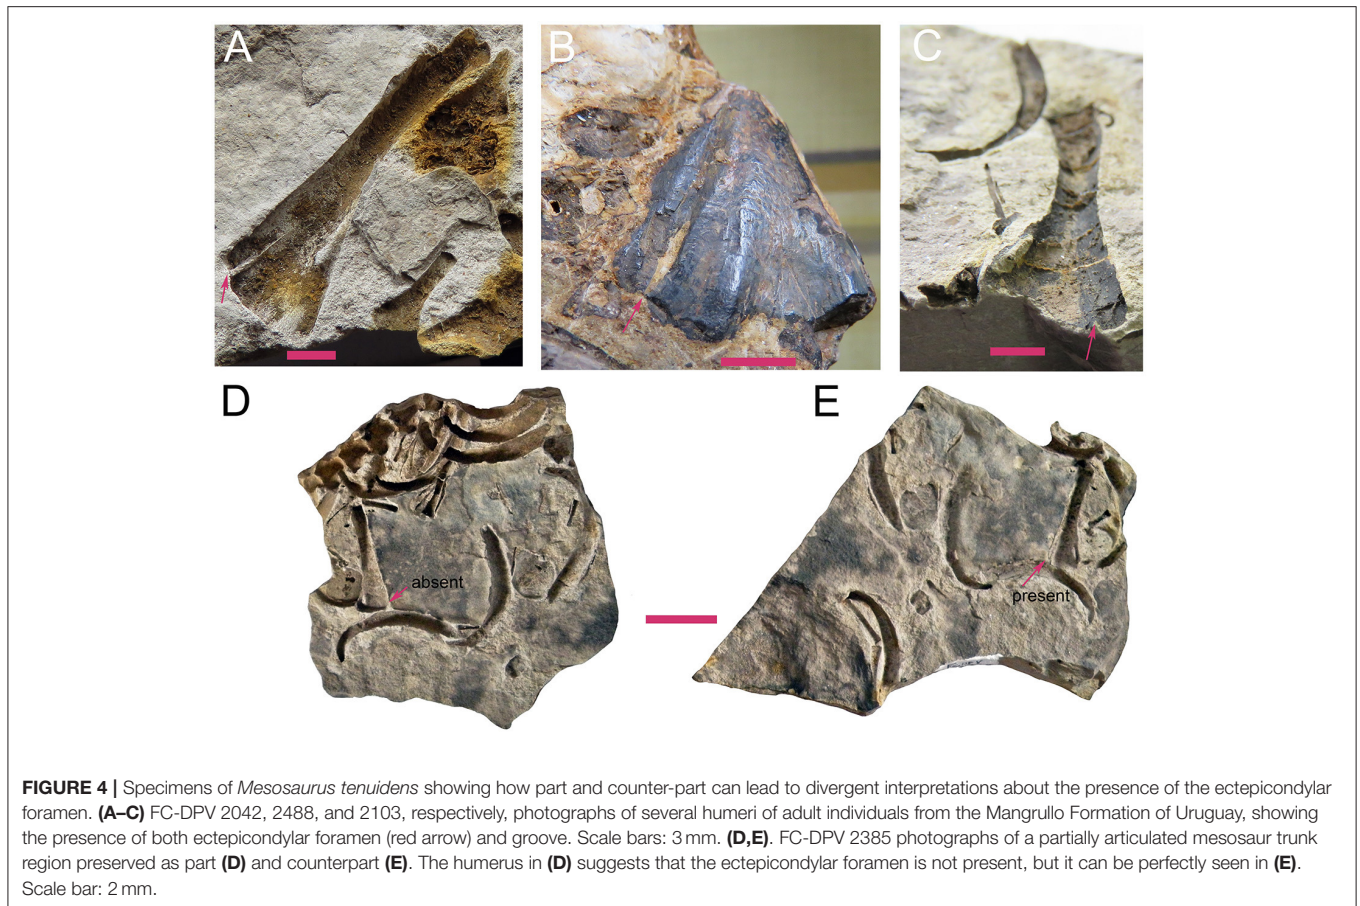 A
B
C
D
E
absent
present
FIGURE 4 | Specimens of Mesosaurus tenuidens showing how part and counter-part can lead to divergent interpretations about the presence of the ectepicondylar
foramen. (A–C) FC-DPV 2042, 2488, and 2103, respectively, photographs of several humeri of adult individuals from the Mangrullo Formation of Uruguay, showing
the presence of both ectepicondylar foramen (red arrow) and groove. Scale bars: 3 mm. (D,E). FC-DPV 2385 photographs of a partially articulated mesosaur trunk
region preserved as part (D) and counterpart (E). The humerus in (D) suggests that the ectepicondylar foramen is not present, but it can be perfectly seen in (E).
Scale bar: 2 mm.